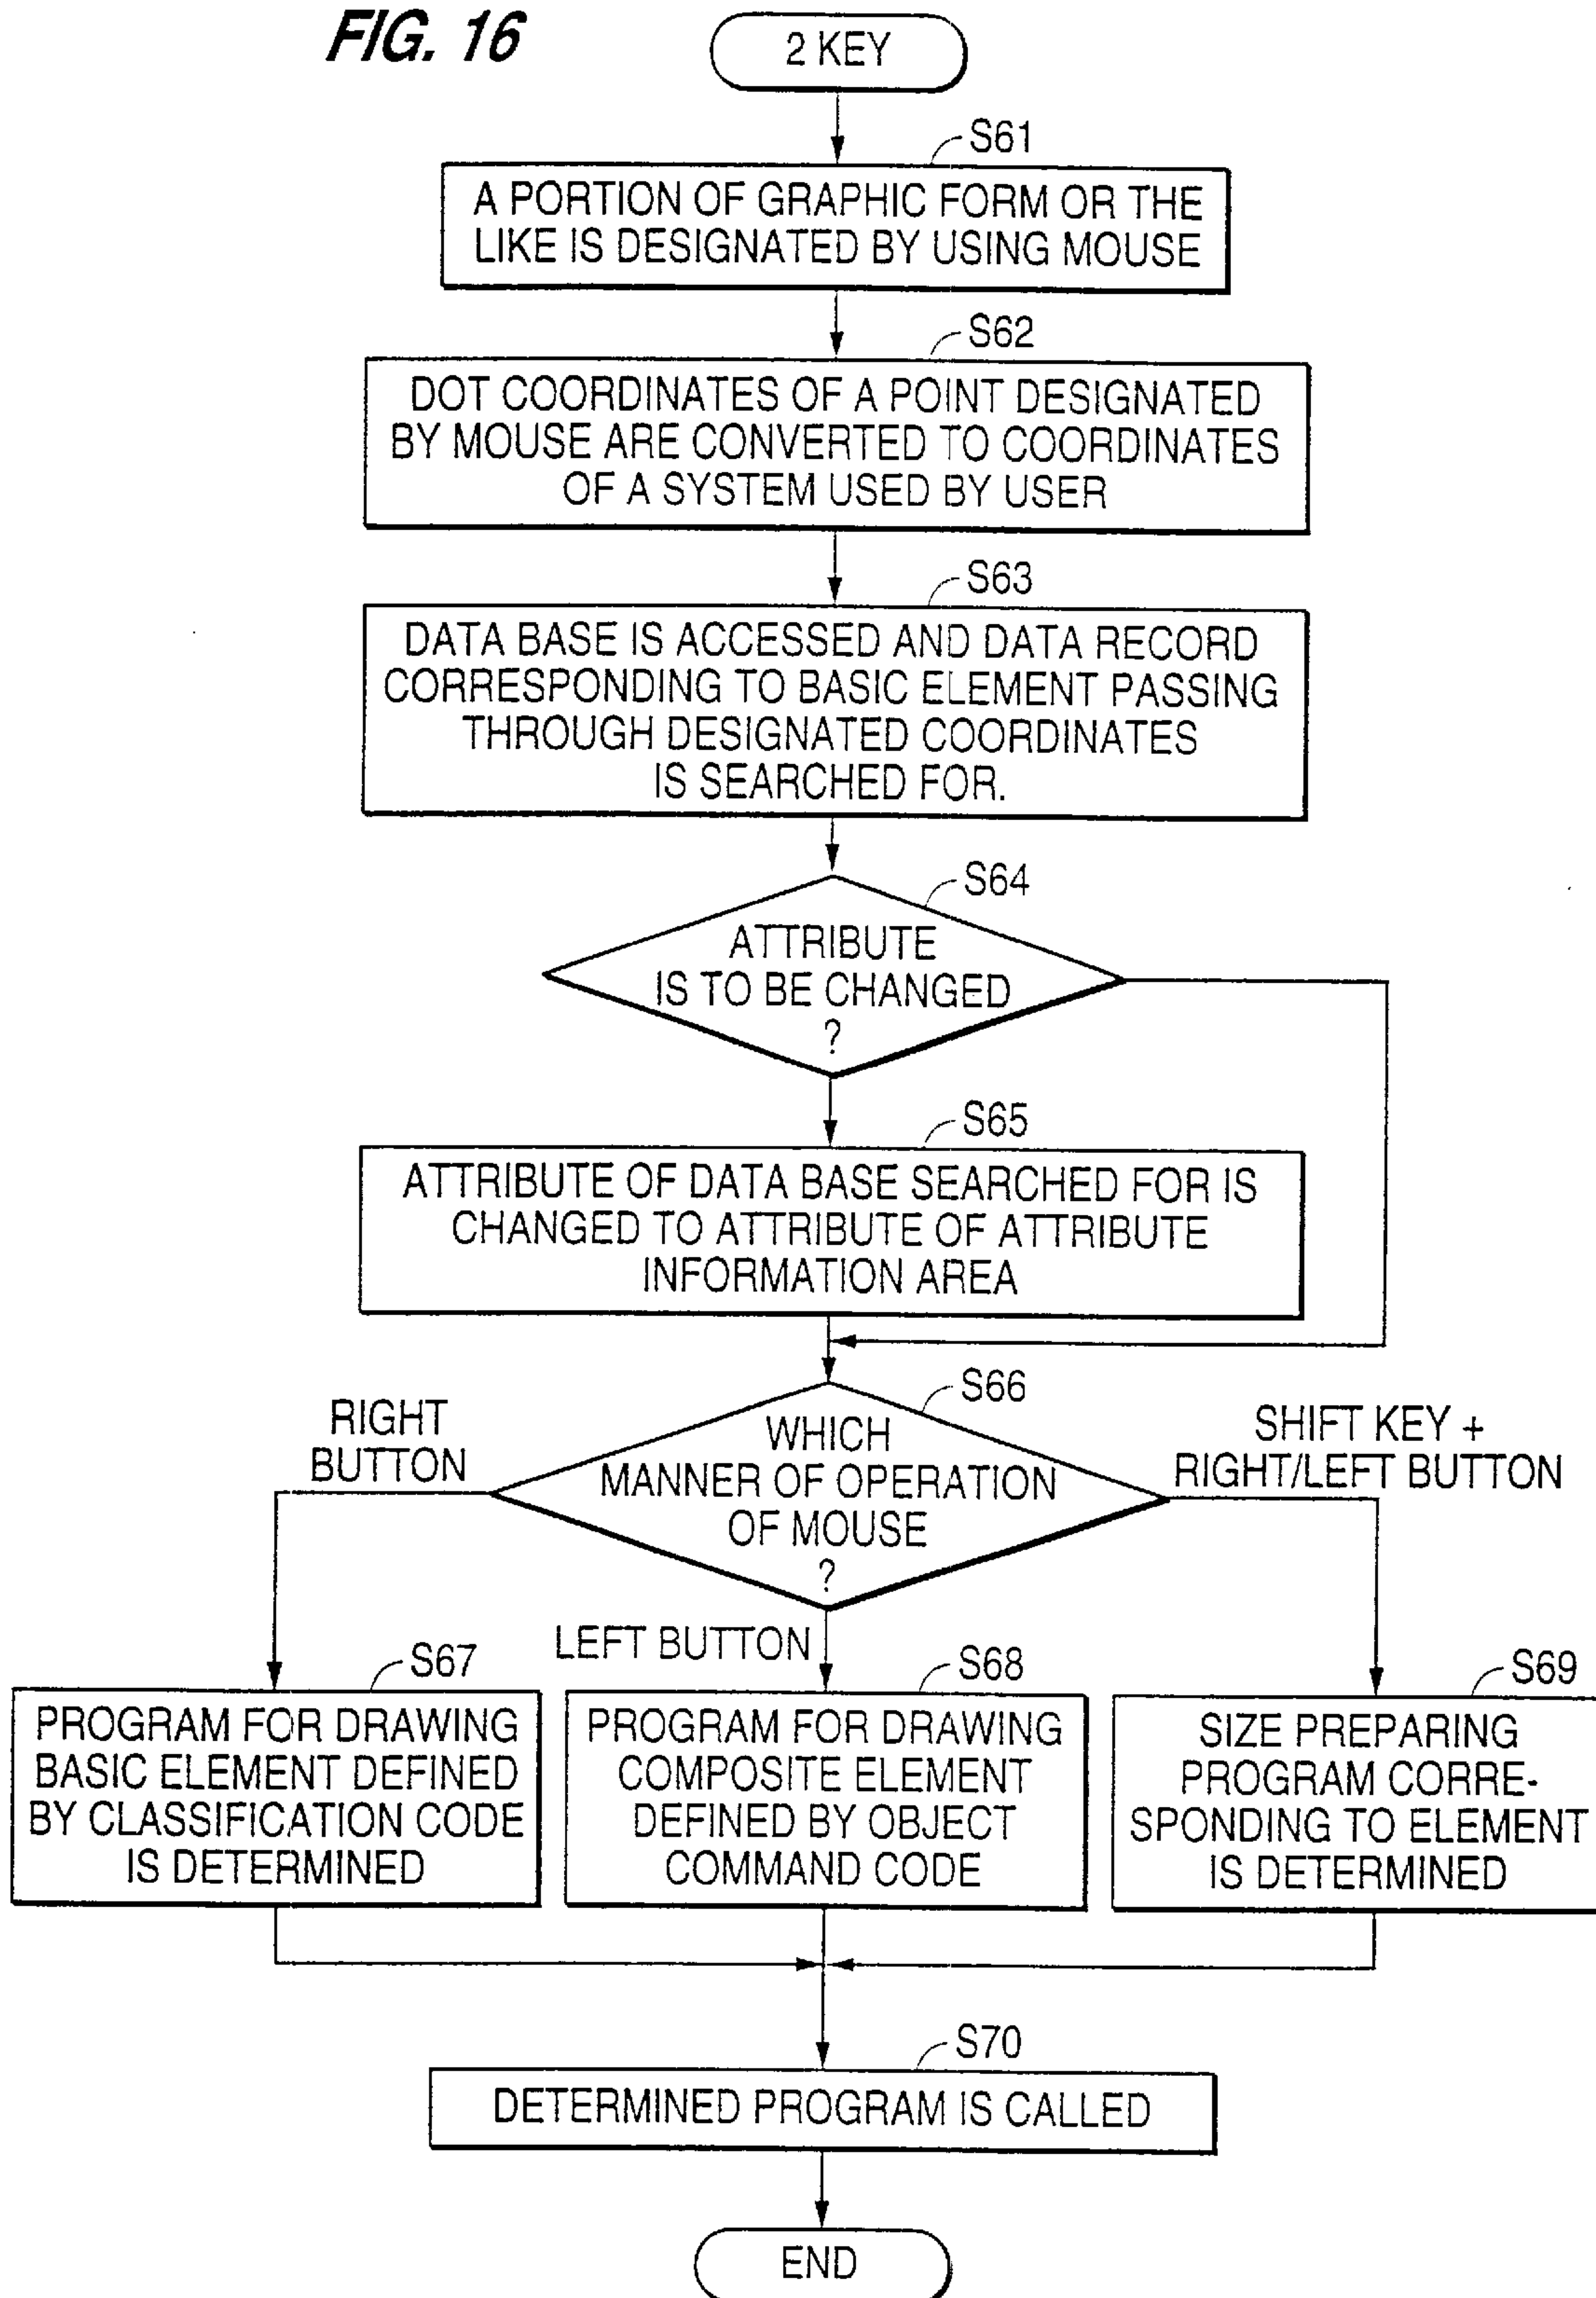 FIG. 16
2 KEY
S61
A PORTION OF GRAPHIC FORM OR THE
LIKE IS DESIGNATED BY USING MOUSE
S62
DOT COORDINATES OF A POINT DESIGNATED
BY MOUSE ARE CONVERTED TO COORDINATES
OF A SYSTEM USED BY USER
S63
DATA BASE IS ACCESSED AND DATA RECORD
CORRESPONDING TO BASIC ELEMENT PASSING
THROUGH DESIGNATED COORDINATES
IS SEARCHED FOR.
S64
ATTRIBUTE
IS TO BE CHANGED
?
S65
ATTRIBUTE OF DATA BASE SEARCHED FOR IS
CHANGED TO ATTRIBUTE OF ATTRIBUTE
INFORMATION AREA
S66
WHICH
MANNER OF OPERATION
OF MOUSE
?
RIGHT
BUTTON
LEFT BUTTON
SHIFT KEY +
RIGHT/LEFT BUTTON
S67
PROGRAM FOR DRAWING
BASIC ELEMENT DEFINED
BY CLASSIFICATION CODE
IS DETERMINED
S68
PROGRAM FOR DRAWING
COMPOSITE ELEMENT
DEFINED BY OBJECT
COMMAND CODE
S69
SIZE PREPARING
PROGRAM CORRE-
SPONDING TO ELEMENT
IS DETERMINED
S70
DETERMINED PROGRAM IS CALLED
END